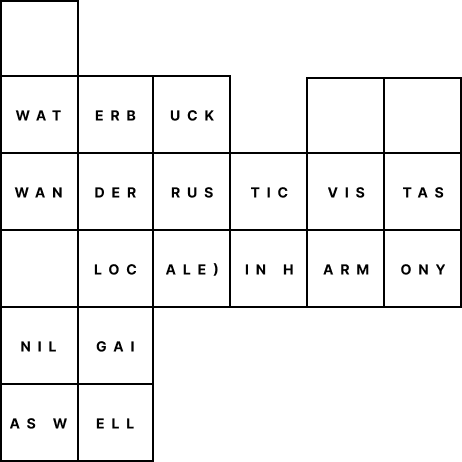 WAT ERB UCK
WAN DER RUS TIC VIS TAS
LOC ALE) IN H ARM ONY
NIL GAI
AS W ELL